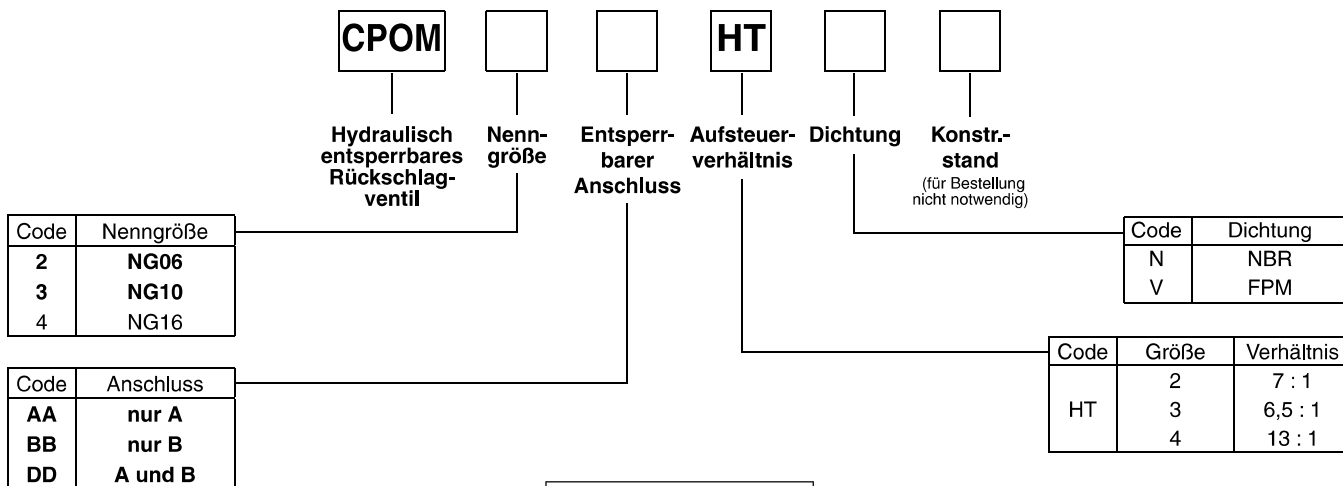 CPOM HT
Hydraulisch
entsperrbares
Rückschlag-
ventil
Nenn-
größe
Entsperr-
barer
Anschluss
Aufsteuer-
verhältnis
Dichtung
Konstr.-
stand
(für Bestellung
nicht notwendig)
Code Nenngröße
2 NG06
3 NG10
4 NG16
Code Anschluss
AA nur A
BB nur B
DD A und B
Code Dichtung
N NBR
V FPM
Code Größe Verhältnis
2 7 : 1
HT 3 6,5 : 1
4 13 : 1